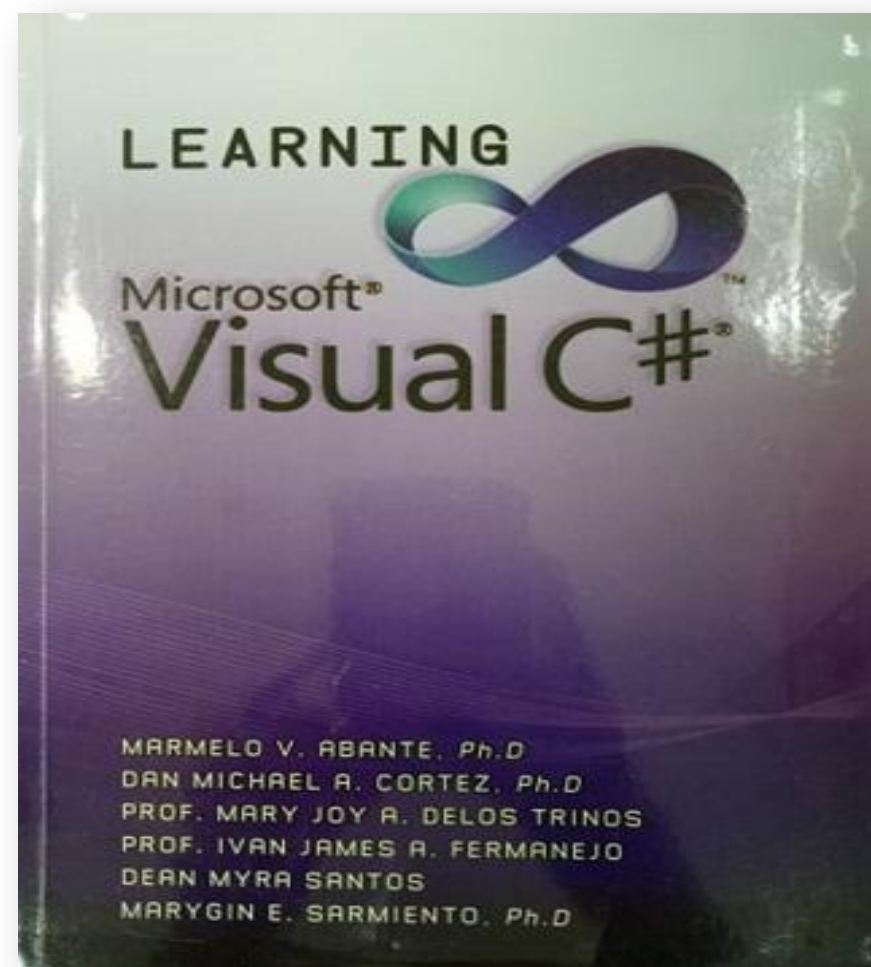 LEARNING
™
Microsoft®
Visual C#®
MARMELO V. ABANTE, Ph.D
DAN MICHAEL A. CORTEZ, Ph.D
PROF. MARY JOY A. DELOS TRINOS
PROF. IVAN JAMES A. FERMANEJO
DEAN MYRA SANTOS
MARYGIN E. SARMIENTO, Ph.D